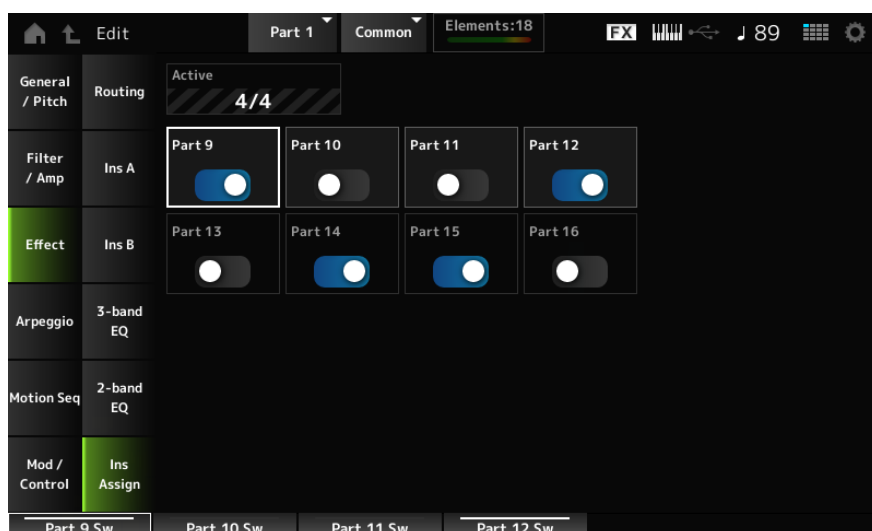 Edit
Part 1
Common
Elements:18
FX
♩ 89
General
/ Pitch
Routing
Active
4/4
Part 9
Part 10
Part 11
Part 12
Filter
/ Amp
Ins A
Part 13
Part 14
Part 15
Part 16
Effect
Ins B
Arpeggio
3-band
EQ
Motion Seq
2-band
EQ
Mod /
Control
Ins
Assign
Part 9 Sw
Part 10 Sw
Part 11 Sw
Part 12 Sw